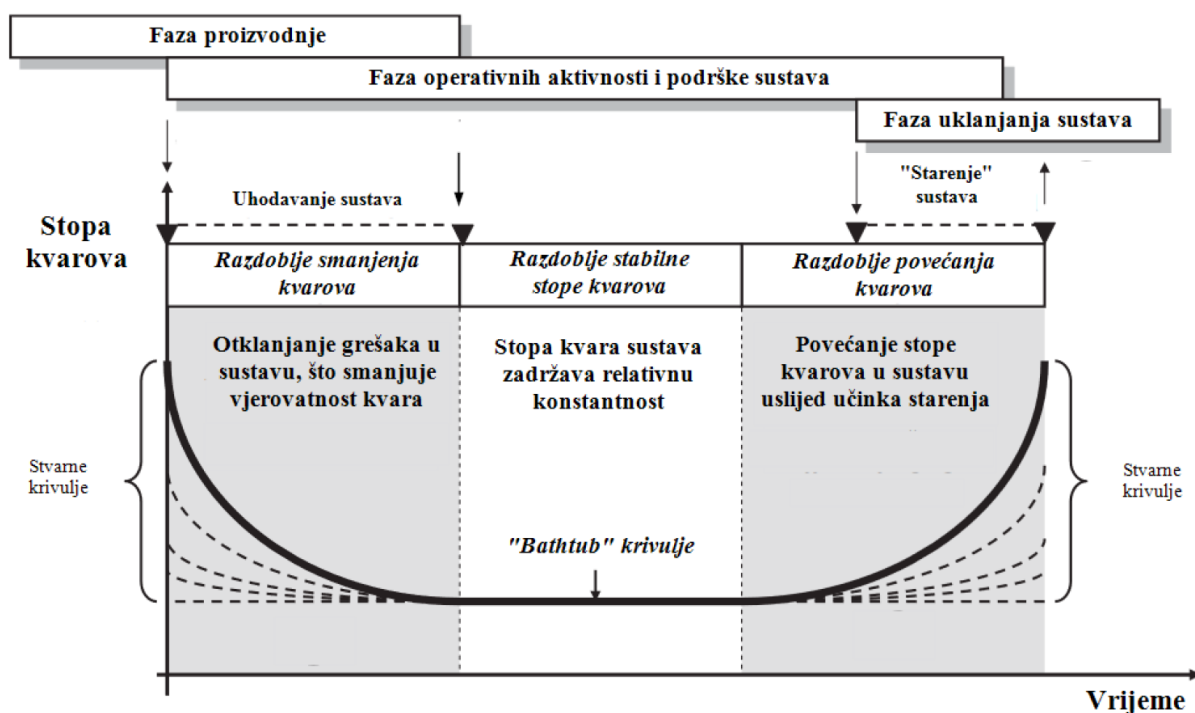 Faza proizvodnje
Faza operativnih aktivnosti i podrške sustava
Faza uklanjanja sustava
Uhodavanje sustava
"Starenje"
sustava
Stopa
kvarova
Razdoblje smanjenja
kvarova
Razdoblje stabilne
stope kvarova
Razdoblje povećanja
kvarova
Otklanjanje grešaka u
sustavu, što smanjuje
vjerovatnost kvara
Stopa kvara sustava
zadržava relativnu
konstantnost
Povećanje stope
kvarova u sustavu
uslijed učinka starenja
Stvarne
krivulje
"Bathtub" krivulje
Stvarne
krivulje
Vrijeme